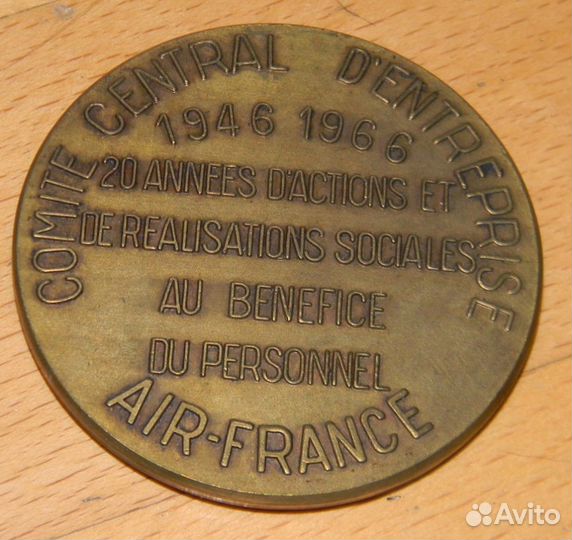 COMITE CENTRAL D'ENTREPRISE
1946 1966
20 ANNEES D'ACTIONS ET
DE REALISATIONS SOCIALES
AU BENEFICE
DU PERSONNEL
AIR-FRANCE
Avito